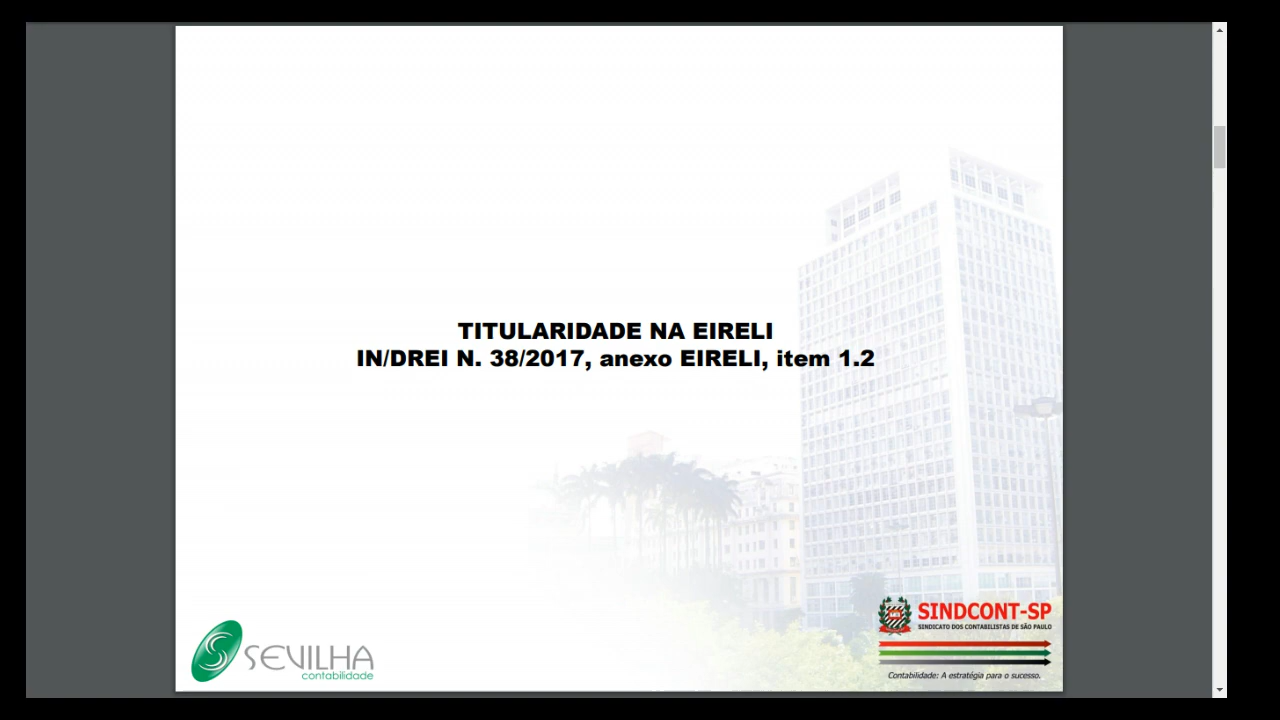 TITULARIDADE NA EIRELI
IN/DREI N. 38/2017, anexo EIRELI, item 1.2
SEVILHA
contabilidade
SINDCONT-SP
SINDICATO DOS CONTABILISTAS DE SÃO PAULO
Contabilidade: A estratégia para o sucesso.